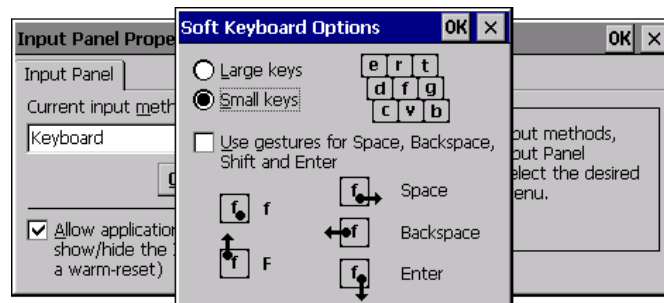 Input Panel Prope
OK ×
Input Panel
Current input meth
Keyboard
Allow application
show/hide the
a warm-reset)
put methods,
out Panel
elect the desired
enu.
Soft Keyboard Options
OK ×
Large keys
Small keys
e r t
d f g
c v b
Use gestures for Space, Backspace,
Shift and Enter
f f
f Space
f F
f Backspace
f Enter